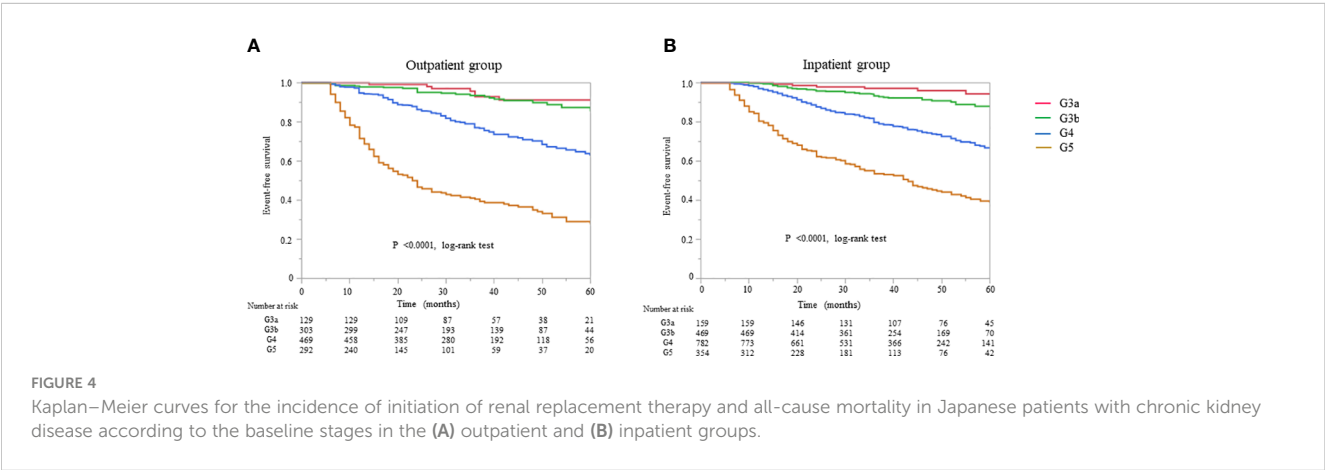 A
Outpatient group
Event-free survival
1.0
0.8
0.6
0.4
0.2
0
P <0.0001, log-rank test
0 10 20 30 40 50 60
Time (months)
Number at risk
G3a 129 129 109 87 57 38 21
G3b 303 299 247 193 139 87 44
G4 469 458 385 280 192 118 56
G5 292 240 145 101 59 37 20
B
Inpatient group
Event-free survival
1.0
0.8
0.6
0.4
0.2
0
P <0.0001, log-rank test
0 10 20 30 40 50 60
Time (months)
Number at risk
G3a 159 159 146 131 107 76 45
G3b 469 469 414 361 254 169 70
G4 782 773 661 531 366 242 141
G5 354 312 228 181 113 76 42
G3a
G3b
G4
G5
FIGURE 4
Kaplan–Meier curves for the incidence of initiation of renal replacement therapy and all-cause mortality in Japanese patients with chronic kidney
disease according to the baseline stages in the (A) outpatient and (B) inpatient groups.